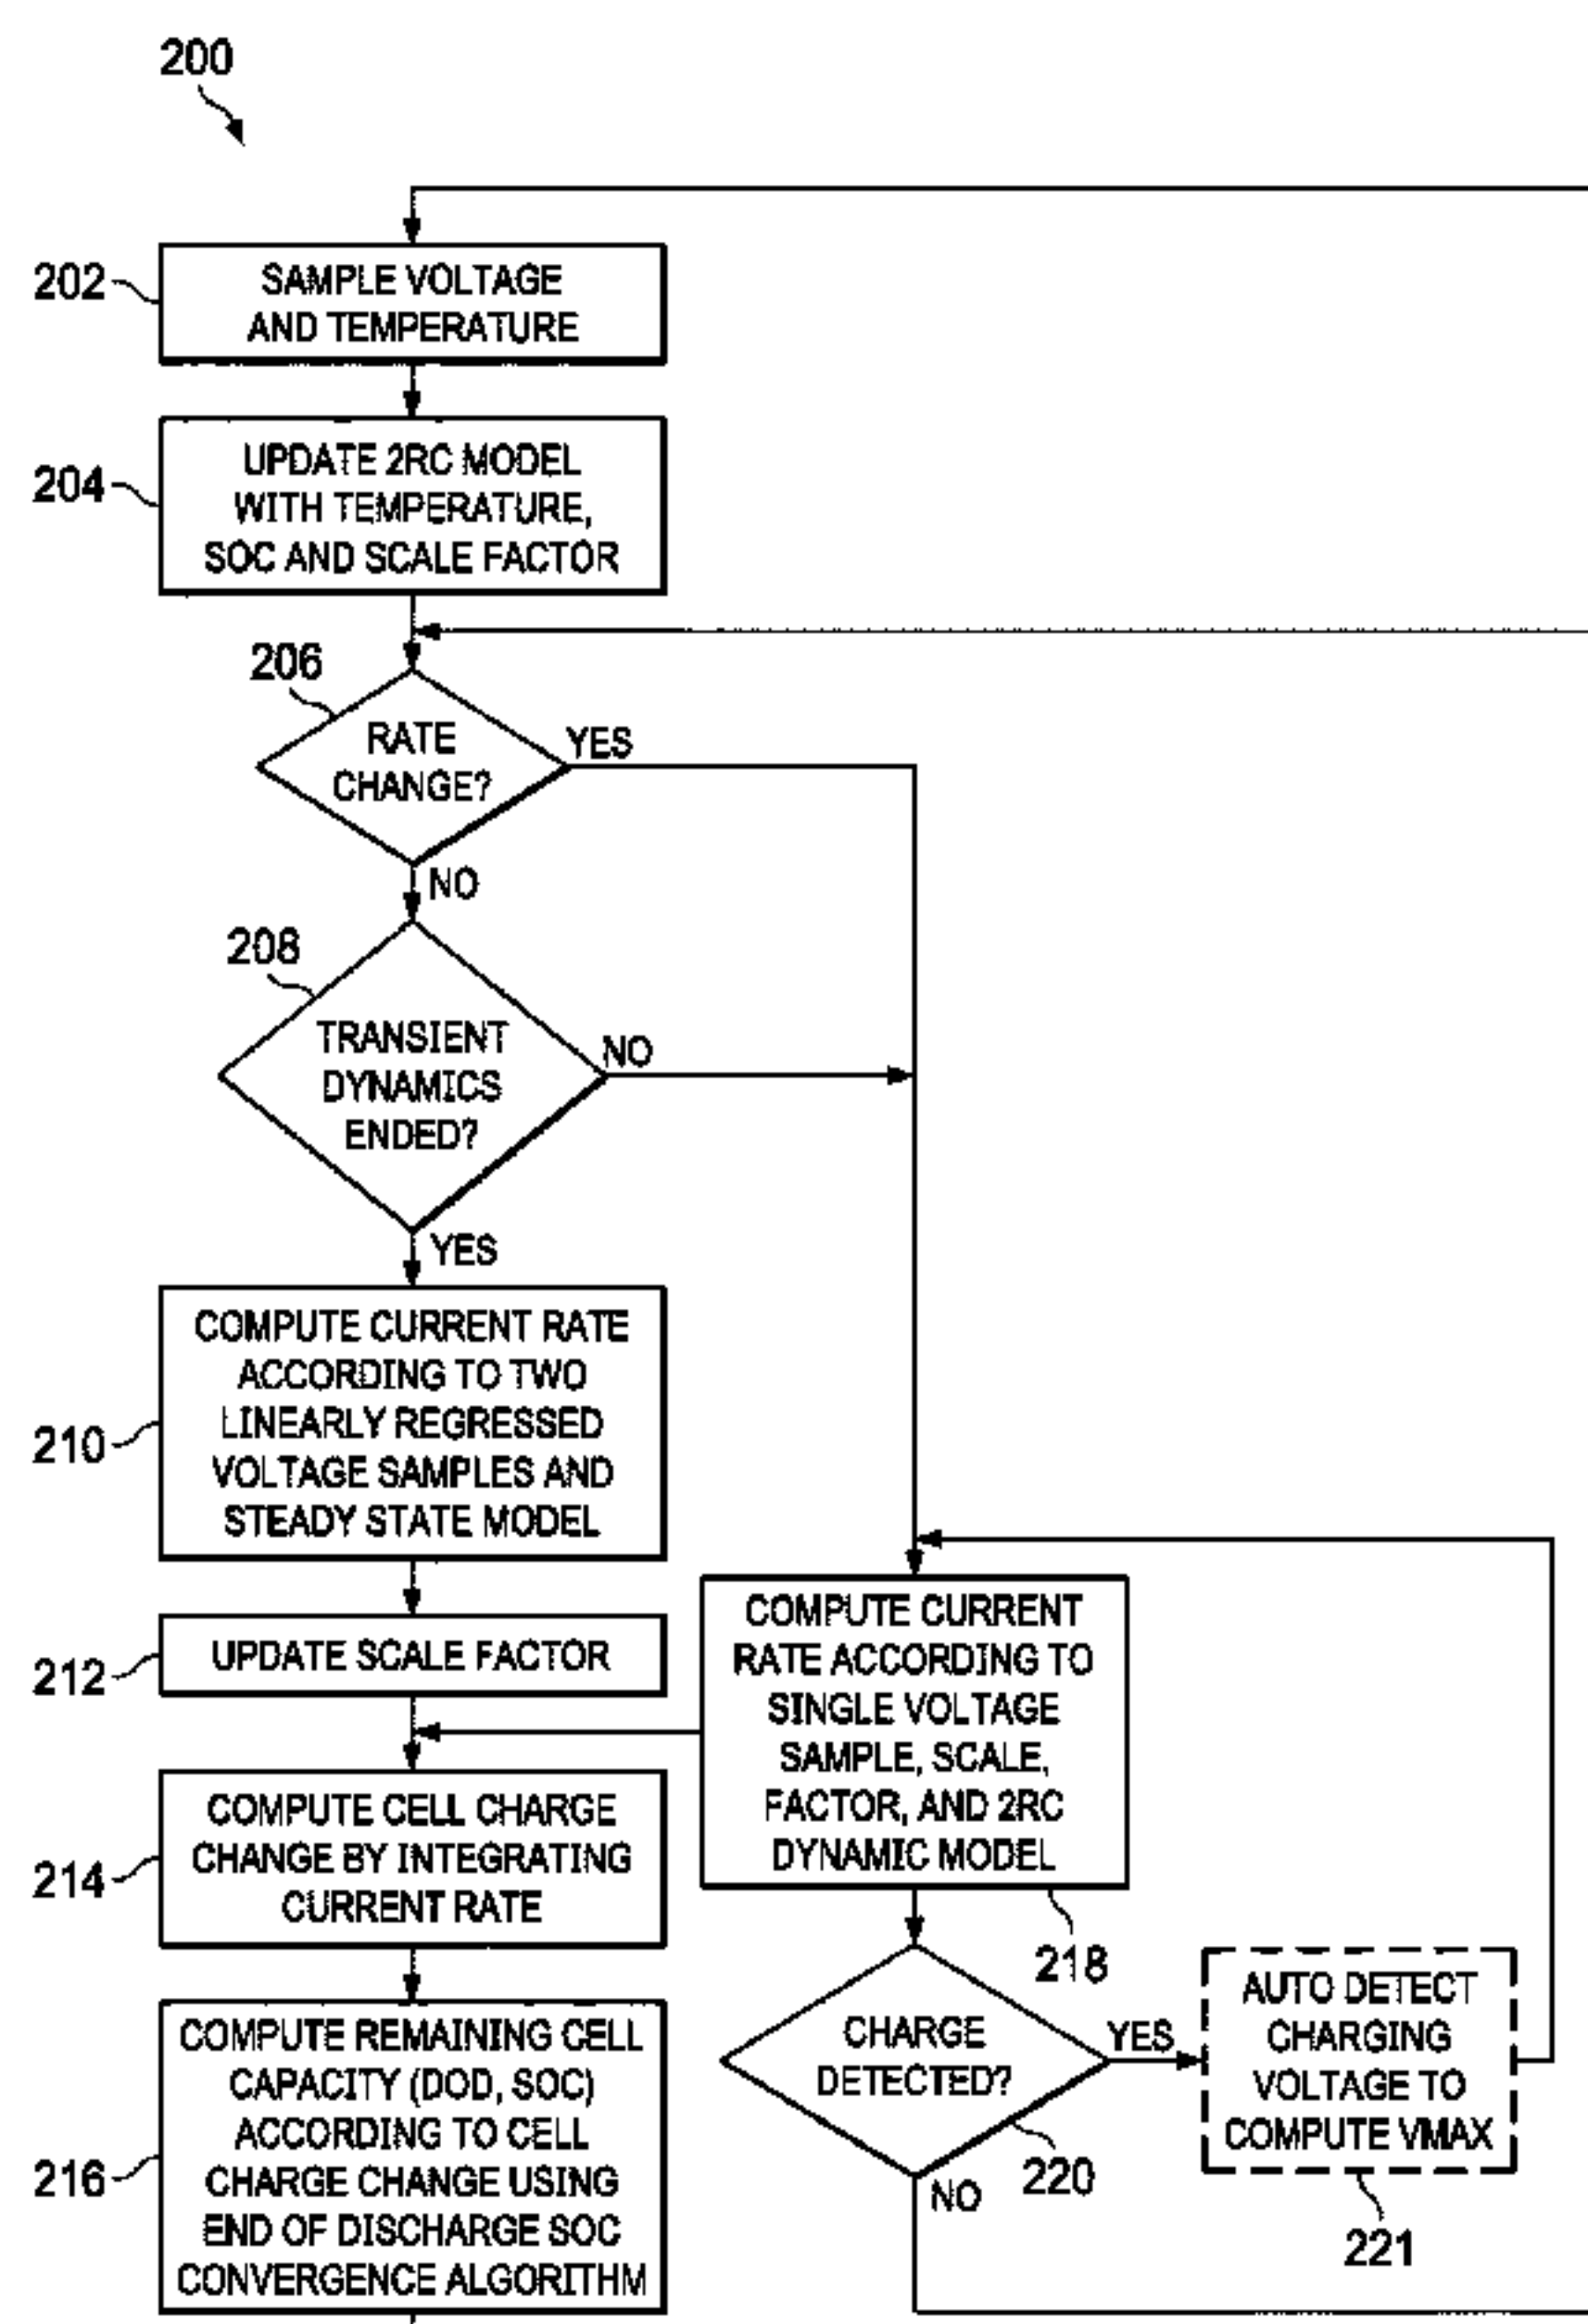 200
202
SAMPLE VOLTAGE
AND TEMPERATURE
204
UPDATE 2RC MODEL
WITH TEMPERATURE,
SOC AND SCALE FACTOR
206
RATE
CHANGE?
YES
NO
208
TRANSIENT
DYNAMICS
ENDED?
NO
YES
210
COMPUTE CURRENT RATE
ACCORDING TO TWO
LINEARLY REGRESSED
VOLTAGE SAMPLES AND
STEADY STATE MODEL
212
UPDATE SCALE FACTOR
214
COMPUTE CELL CHARGE
CHANGE BY INTEGRATING
CURRENT RATE
216
COMPUTE REMAINING CELL
CAPACITY (DOD, SOC)
ACCORDING TO CELL
CHARGE CHANGE USING
END OF DISCHARGE SOC
CONVERGENCE ALGORITHM
COMPUTE CURRENT
RATE ACCORDING TO
SINGLE VOLTAGE
SAMPLE, SCALE,
FACTOR, AND 2RC
DYNAMIC MODEL
218
CHARGE
DETECTED?
YES
220
NO
AUTO DETECT
CHARGING
VOLTAGE TO
COMPUTE VMAX
221